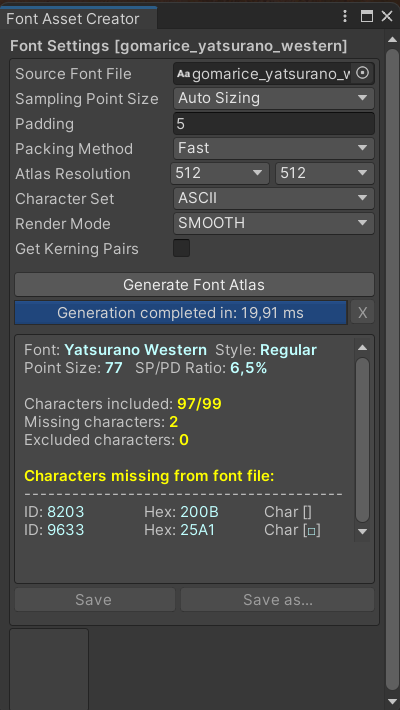 Font Asset Creator
Font Settings [gomarice_yatsurano_western]
Source Font File Aa gomarice_yatsurano_w
Sampling Point Size Auto Sizing
Padding 5
Packing Method Fast
Atlas Resolution 512 512
Character Set ASCII
Render Mode SMOOTH
Get Kerning Pairs
Generate Font Atlas
Generation completed in: 19,91 ms X
Font: Yatsurano Western Style: Regular
Point Size: 77 SP/PD Ratio: 6,5%
Characters included: 97/99
Missing characters: 2
Excluded characters: 0
Characters missing from font file:
----------------------------------------
ID: 8203 Hex: 200B Char []
ID: 9633 Hex: 25A1 Char [□]
Save Save as...